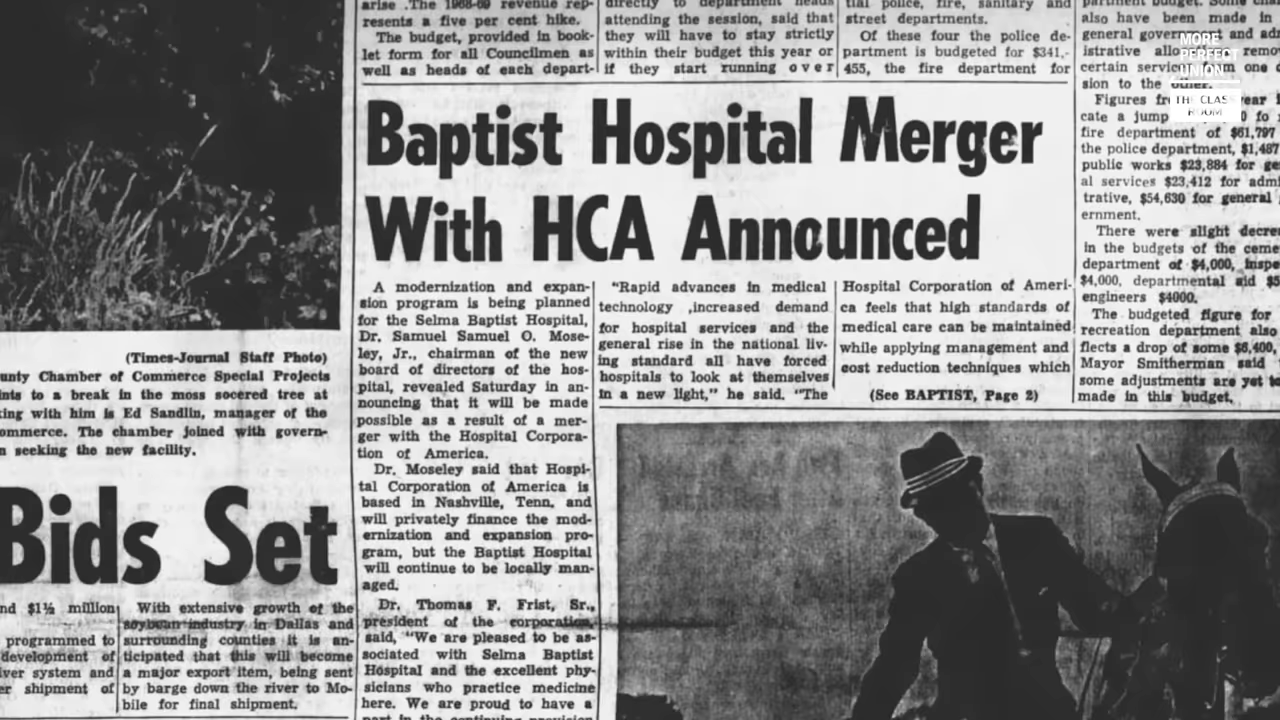 arise .The 1968-69 revenue rep-
resents a five per cent hike.
The budget, provided in book-
let form for all Councilmen as
well as heads of each depart-
directly to department heads
attending the session, said that
they will have to stay strictly
within their budget this year or
if they start running over
tial police, fire, sanitary and
street departments.
Of these four the police de-
partment is budgeted for $341,-
455, the fire department for
partment budget. Some
also have been made in
general government and
istrative
certain one
sion to the other.
Figures year
cate a jump
fire department of $61,797
the police department, $1,487
public works $23,884 for
al services $23,412 for
trative, $54,630 for general
ernment.
There were slight
in the budgets of the
department of $4,000,
$4,000, departmental aid
engineers $4000.
The budgeted figure for
recreation department also
flects a drop of some $6,400,
Mayor Smitherman said
some adjustments are yet
made in this budget.
MORE
PERFECT
UNION
THE CLASS
ROOM
Baptist Hospital Merger
With HCA Announced
A modernization and expan-
sion program is being planned
for the Selma Baptist Hospital,
Dr. Samuel Samuel O. Mose-
ley, Jr., chairman of the new
board of directors of the hos-
pital, revealed Saturday in an-
nouncing that it will be made
possible as a result of a mer-
ger with the Hospital Corpora-
tion of America.
Dr. Moseley said that Hospi-
tal Corporation of America is
based in Nashville, Tenn. and
will privately finance the mod-
ernization and expansion pro-
gram, but the Baptist Hospital
will continue to be locally man-
aged.
Dr. Thomas F. Frist, Sr.,
president of the corporation,
said, "We are pleased to be as-
sociated with Selma Baptist
Hospital and the excellent phy-
sicians who practice medicine
here. We are proud to have a
part in the continuing provision
"Rapid advances in medical
technology ,increased demand
for hospital services and the
general rise in the national liv-
ing standard all have forced
hospitals to look at themselves
in a new light," he said. "The
Hospital Corporation of Ameri-
ca feels that high standards of
medical care can be maintained
while applying management and
cost reduction techniques which
(See BAPTIST, Page 2)
(Times-Journal Staff Photo)
unty Chamber of Commerce Special Projects
ints to a break in the moss socered tree at
king with him is Ed Sandlin, manager of the
ommerce. The chamber joined with govern-
n seeking the new facility.
Bids Set
nd $1½ million
programmed to
development of
iver system and
er shipment of
With extensive growth of the
soybean industry in Dallas and
surrounding counties it is an-
ticipated that this will become
a major export item, being sent
by barge down the river to Mo-
bile for final shipment.